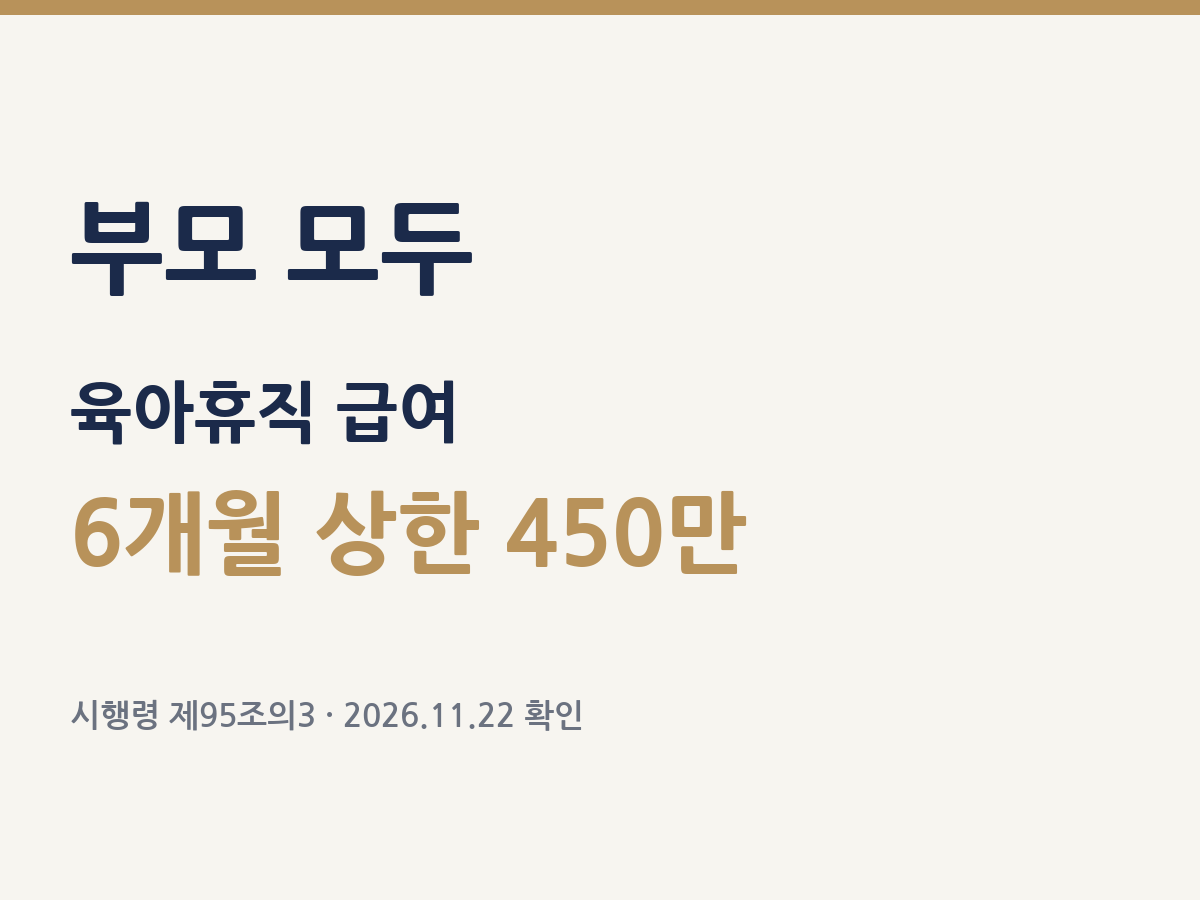 부모 모두
육아휴직 급여
6개월 상한 450만
시행령 제95조의3 · 2026.11.22 확인